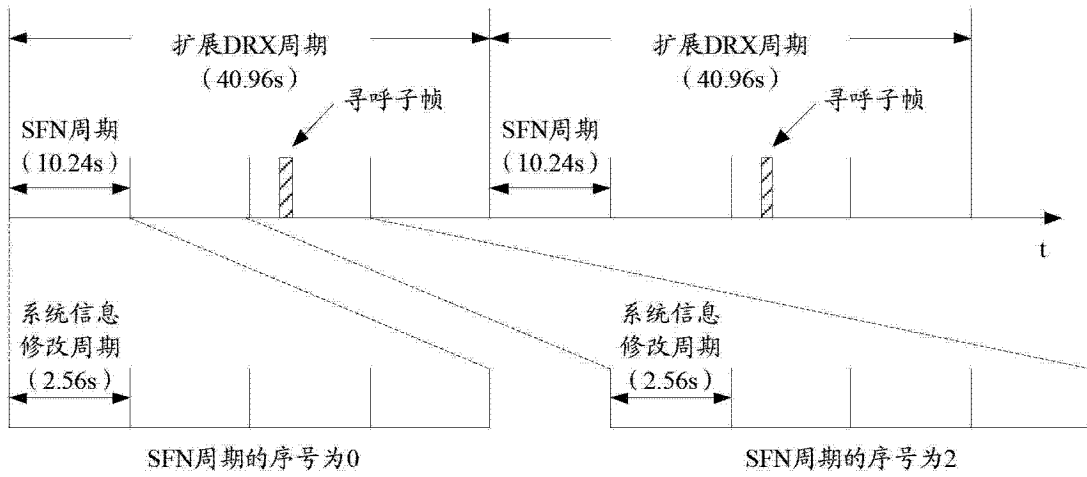 扩展DRX周期
（40.96s）
扩展DRX周期
（40.96s）
寻呼子帧
寻呼子帧
SFN周期
（10.24s）
SFN周期
（10.24s）
t
系统信息
修改周期
（2.56s）
系统信息
修改周期
（2.56s）
SFN周期的序号为0
SFN周期的序号为2